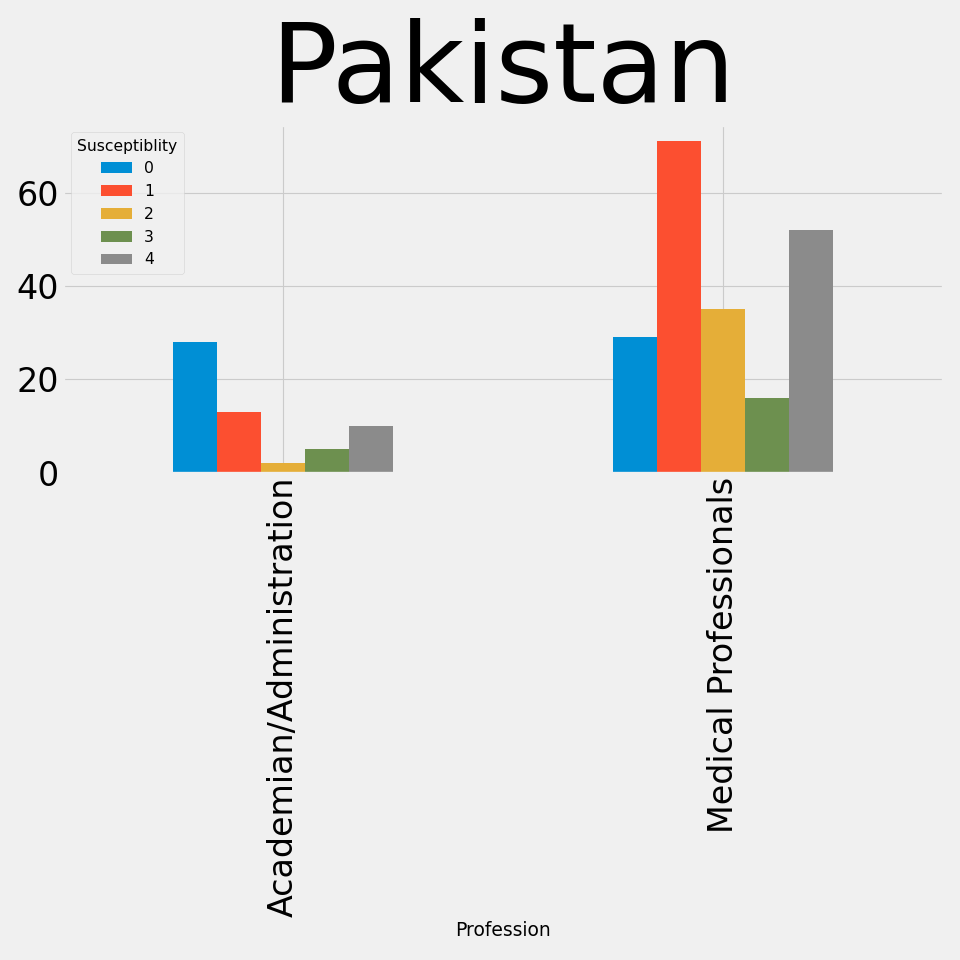 Pakistan
Susceptiblity
0
1
2
3
4
60
40
20
0
Academian/Administration
Medical Professionals
Profession